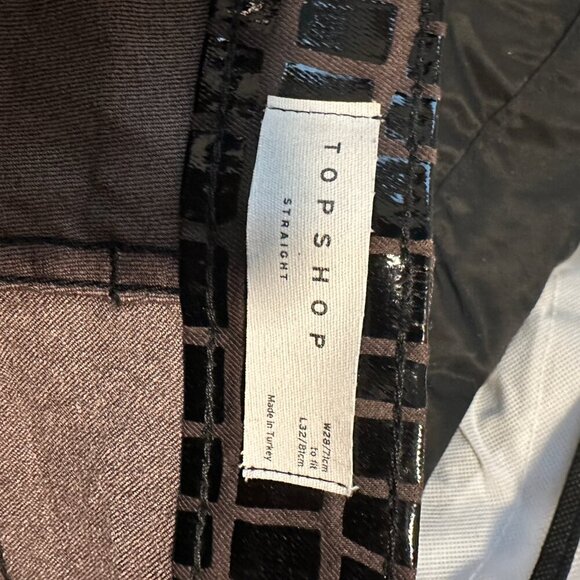 TOPSHOP
STRAIGHT
W28/71cm
to fit
L32/81cm
Made in Turkey